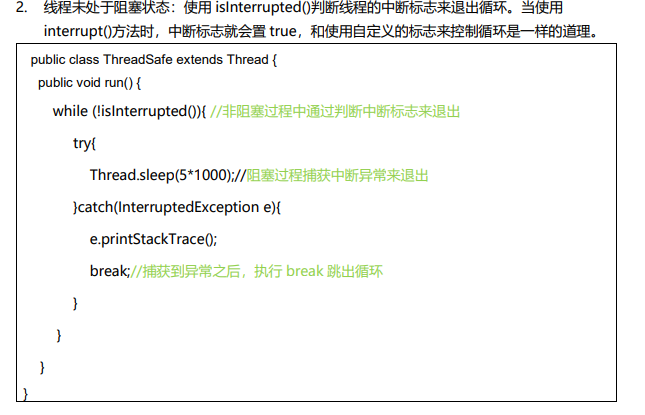 2. 线程未处于阻塞状态：使用 isInterrupted()判断线程的中断标志来退出循环。当使用
interrupt()方法时，中断标志就会置 true，和使用自定义的标志来控制循环是一样的道理。
public class ThreadSafe extends Thread {
public void run() {
while (!isInterrupted()){ //非阻塞过程中通过判断中断标志来退出
try{
Thread.sleep(5*1000);//阻塞过程捕获中断异常来退出
}catch(InterruptedException e){
e.printStackTrace();
break;//捕获到异常之后，执行 break 跳出循环
}
}
}
}